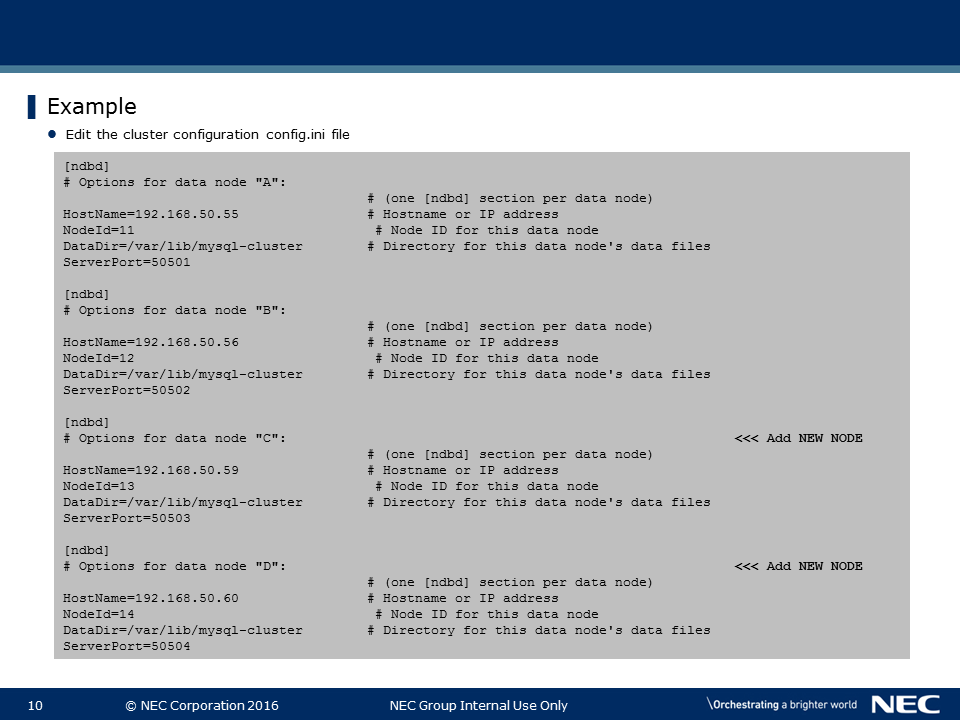 Example
Edit the cluster configuration config.ini file
[ndbd]
# Options for data node "A":
# (one [ndbd] section per data node)
HostName=192.168.50.55 # Hostname or IP address
NodeId=11 # Node ID for this data node
DataDir=/var/lib/mysql-cluster # Directory for this data node's data files
ServerPort=50501
[ndbd]
# Options for data node "B":
# (one [ndbd] section per data node)
HostName=192.168.50.56 # Hostname or IP address
NodeId=12 # Node ID for this data node
DataDir=/var/lib/mysql-cluster # Directory for this data node's data files
ServerPort=50502
[ndbd]
# Options for data node "C": <<< Add NEW NODE
# (one [ndbd] section per data node)
HostName=192.168.50.59 # Hostname or IP address
NodeId=13 # Node ID for this data node
DataDir=/var/lib/mysql-cluster # Directory for this data node's data files
ServerPort=50503
[ndbd]
# Options for data node "D": <<< Add NEW NODE
# (one [ndbd] section per data node)
HostName=192.168.50.60 # Hostname or IP address
NodeId=14 # Node ID for this data node
DataDir=/var/lib/mysql-cluster # Directory for this data node's data files
ServerPort=50504
10 © NEC Corporation 2016 NEC Group Internal Use Only \Orchestrating a brighter world NEC